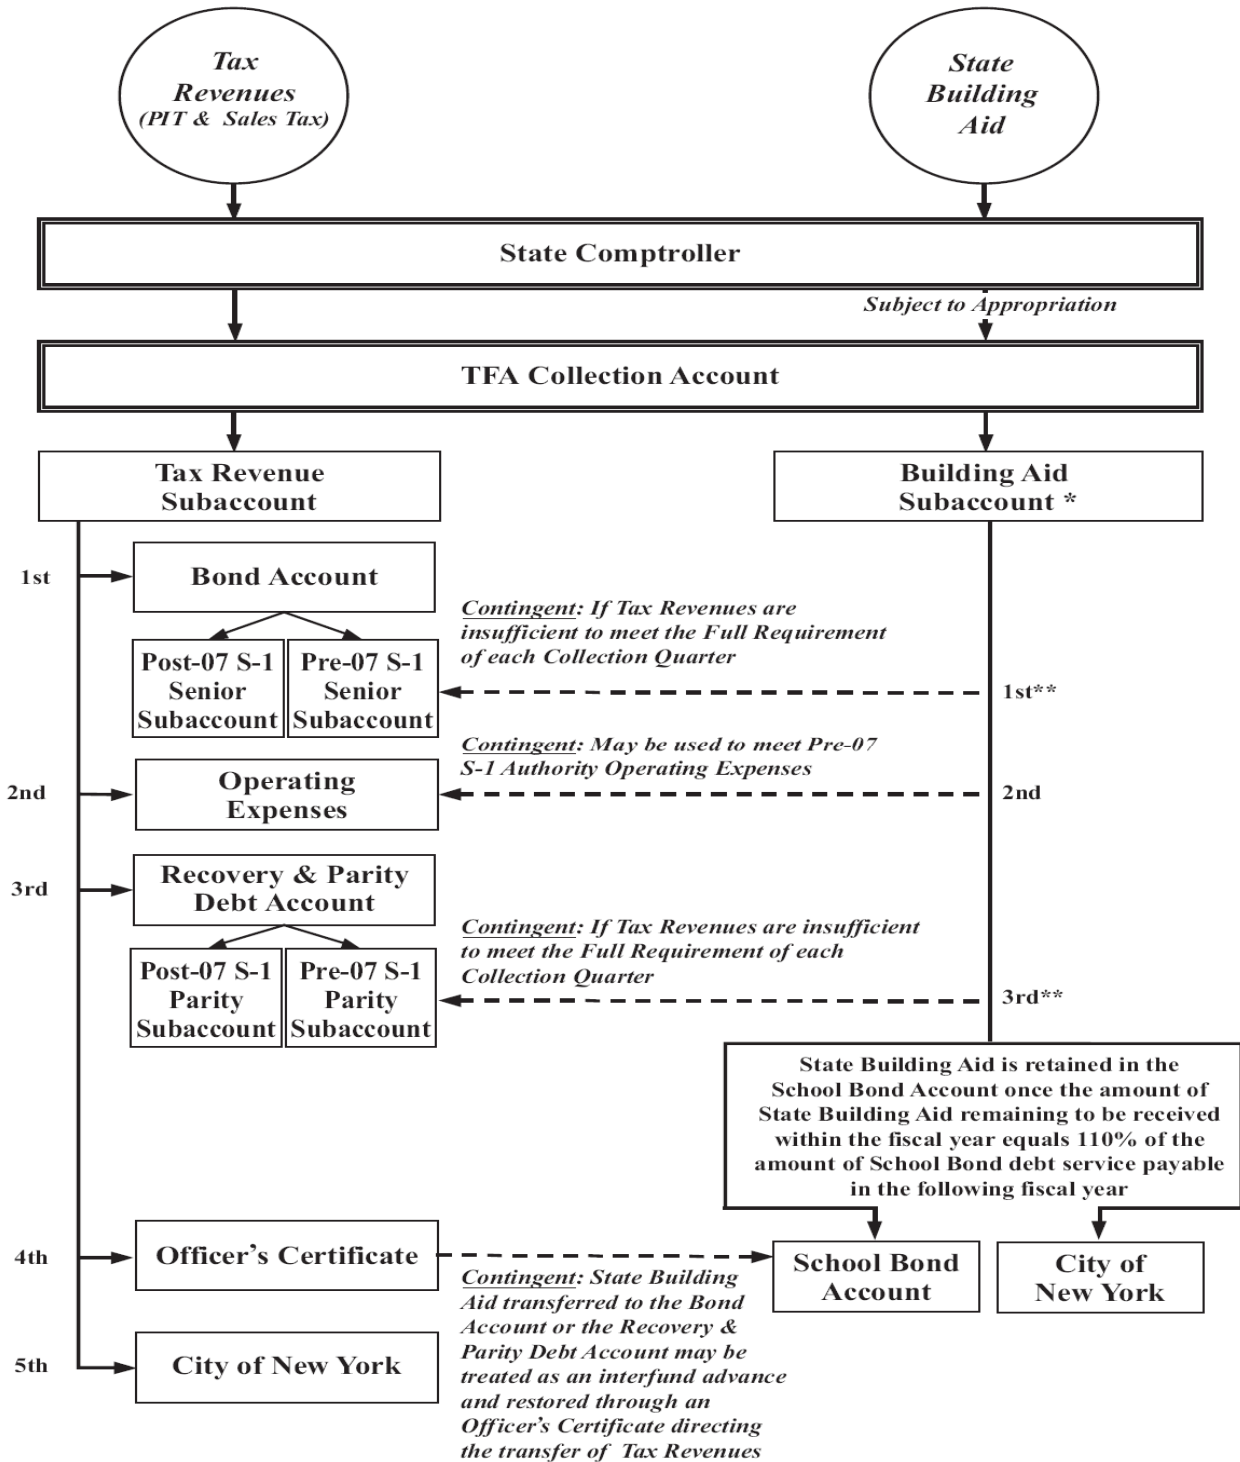 Tax
Revenues
(PIT & Sales Tax)
State
Building
Aid
State Comptroller
Subject to Appropriation
TFA Collection Account
Tax Revenue
Subaccount
Building Aid
Subaccount *
1st
Bond Account
Contingent: If Tax Revenues are
insufficient to meet the Full Requirement
of each Collection Quarter
Post-07 S-1
Senior
Subaccount
Pre-07 S-1
Senior
Subaccount
1st**
Contingent: May be used to meet Pre-07
S-1 Authority Operating Expenses
2nd
Operating
Expenses
2nd
3rd
Recovery & Parity
Debt Account
Contingent: If Tax Revenues are insufficient
to meet the Full Requirement of each
Collection Quarter
Post-07 S-1
Parity
Subaccount
Pre-07 S-1
Parity
Subaccount
3rd**
State Building Aid is retained in the
School Bond Account once the amount of
State Building Aid remaining to be received
within the fiscal year equals 110% of the
amount of School Bond debt service payable
in the following fiscal year
4th
Officer's Certificate
School Bond
Account
City of
New York
Contingent: State Building
Aid transferred to the Bond
Account or the Recovery &
Parity Debt Account may be
treated as an interfund advance
and restored through an
Officer's Certificate directing
the transfer of Tax Revenues
5th
City of New York